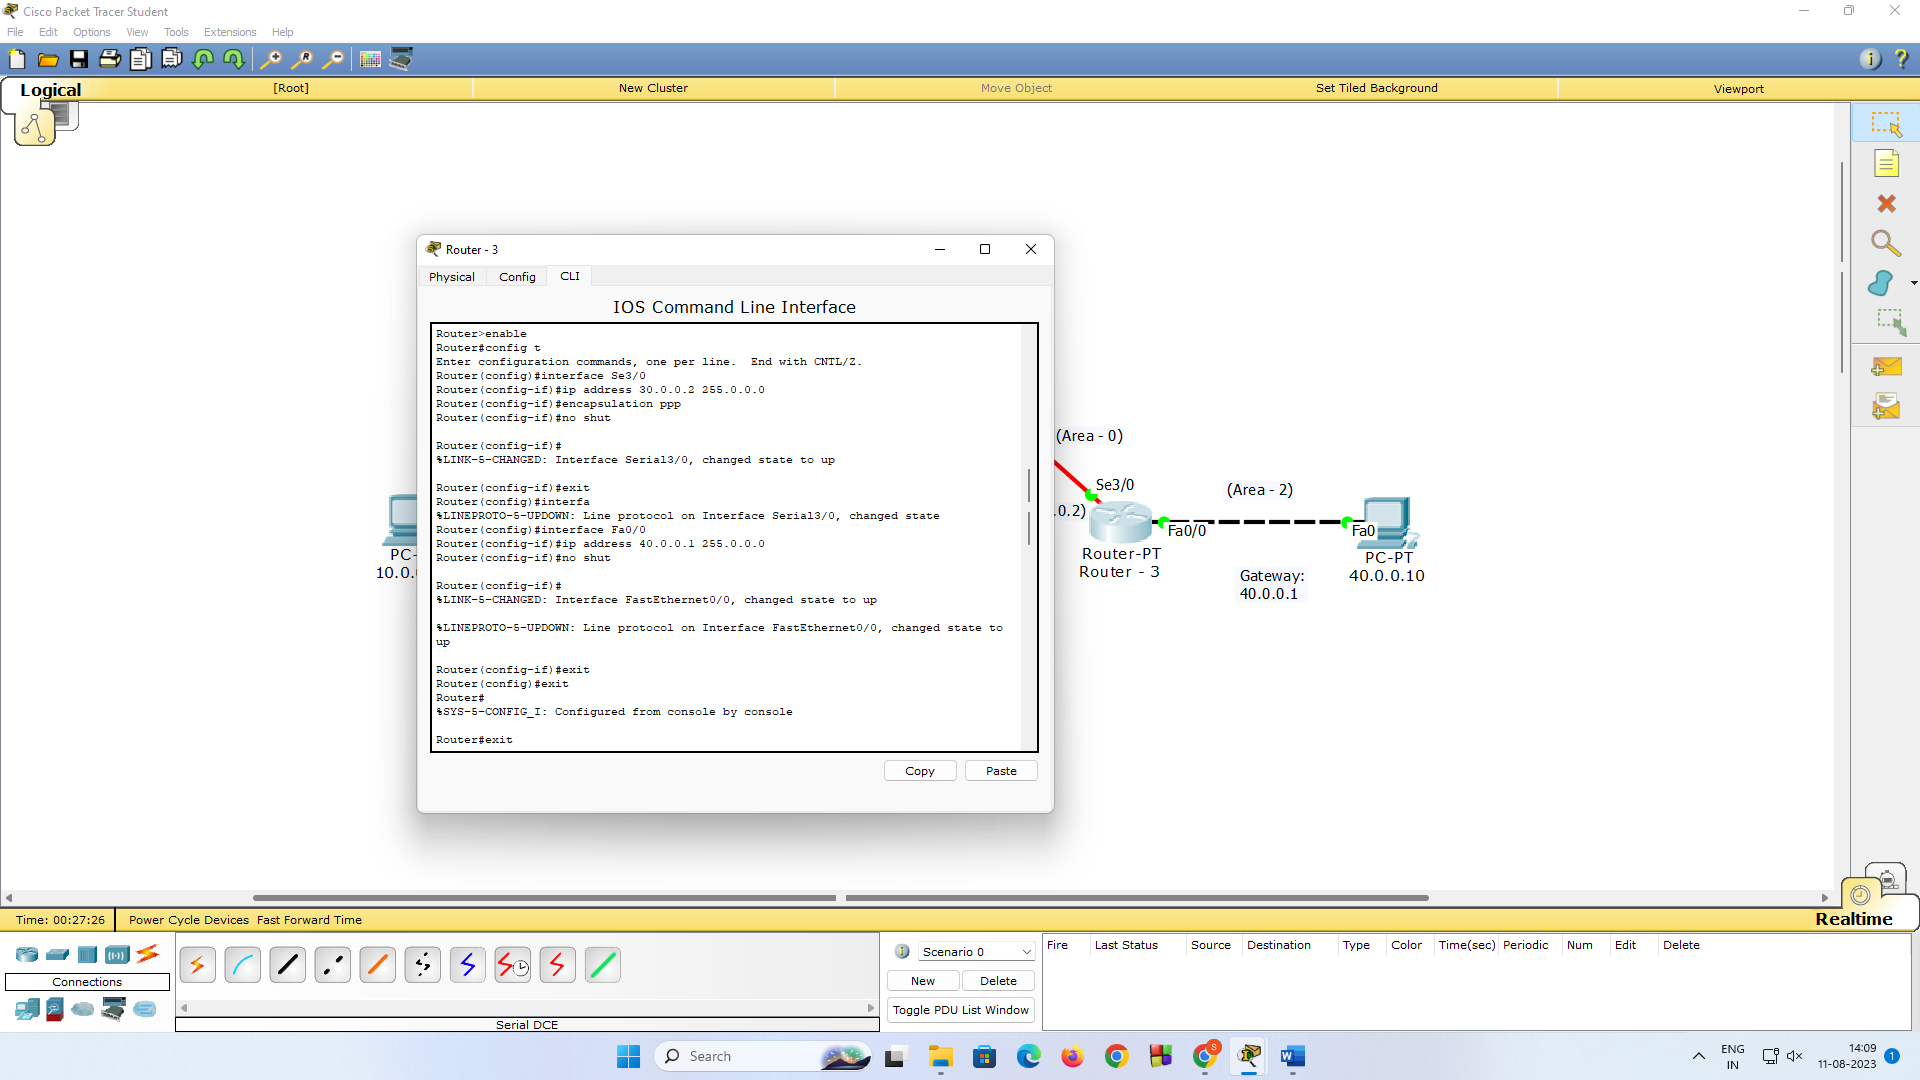 Cisco Packet Tracer Student
File Edit Options View Tools Extensions Help
Logical [Root] New Cluster Move Object Set Tiled Background Viewport
Router - 3
Physical Config CLI
IOS Command Line Interface
Router>enable
Router#config t
Enter configuration commands, one per line.  End with CNTL/Z.
Router(config)#interface Se3/0
Router(config-if)#ip address 30.0.0.2 255.0.0.0
Router(config-if)#encapsulation ppp
Router(config-if)#no shut
Router(config-if)#
%LINK-5-CHANGED: Interface Serial3/0, changed state to up
Router(config-if)#exit
Router(config)#interfa
%LINEPROTO-5-UPDOWN: Line protocol on Interface Serial3/0, changed state
Router(config)#interface Fa0/0
Router(config-if)#ip address 40.0.0.1 255.0.0.0
Router(config-if)#no shut
Router(config-if)#
%LINK-5-CHANGED: Interface FastEthernet0/0, changed state to up
%LINEPROTO-5-UPDOWN: Line protocol on Interface FastEthernet0/0, changed state to
up
Router(config-if)#exit
Router(config)#exit
Router#
%SYS-5-CONFIG_I: Configured from console by console
Router#exit
Copy Paste
PC-
10.0.
(Area - 0)
Se3/0
.0.2)
Fa0/0
Router-PT
Router - 3
(Area - 2)
Fa0
PC-PT
40.0.0.10
Gateway:
40.0.0.1
Time: 00:27:26 Power Cycle Devices Fast Forward Time
Realtime
Connections
Serial DCE
Scenario 0
New Delete
Toggle PDU List Window
Fire Last Status Source Destination Type Color Time(sec) Periodic Num Edit Delete
Search
ENG
IN
14:09
11-08-2023
1